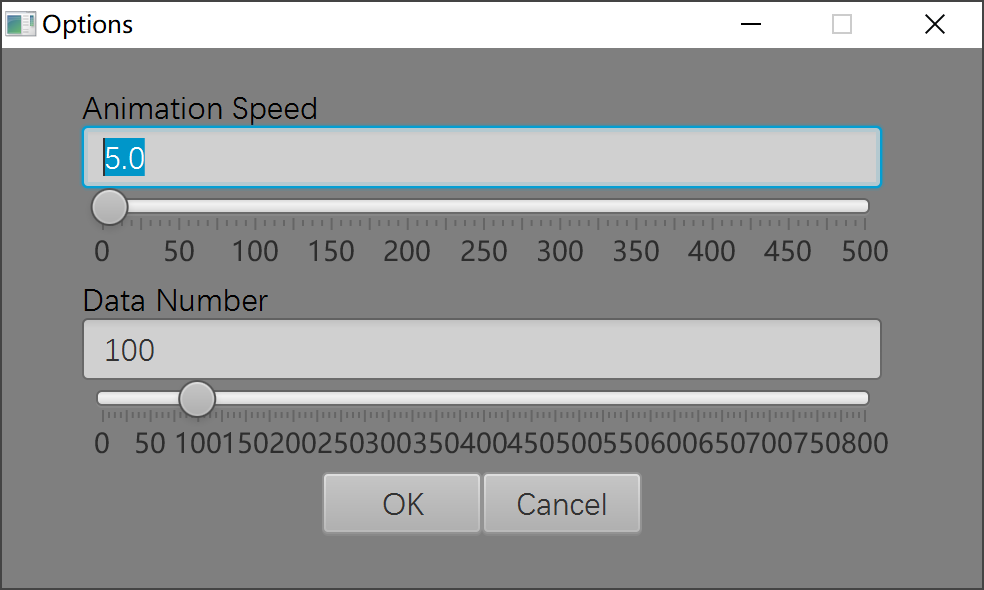 Options
Animation Speed
5.0
0 50 100 150 200 250 300 350 400 450 500
Data Number
100
0 50 100150200250300350400450500550600650700750800
OK Cancel